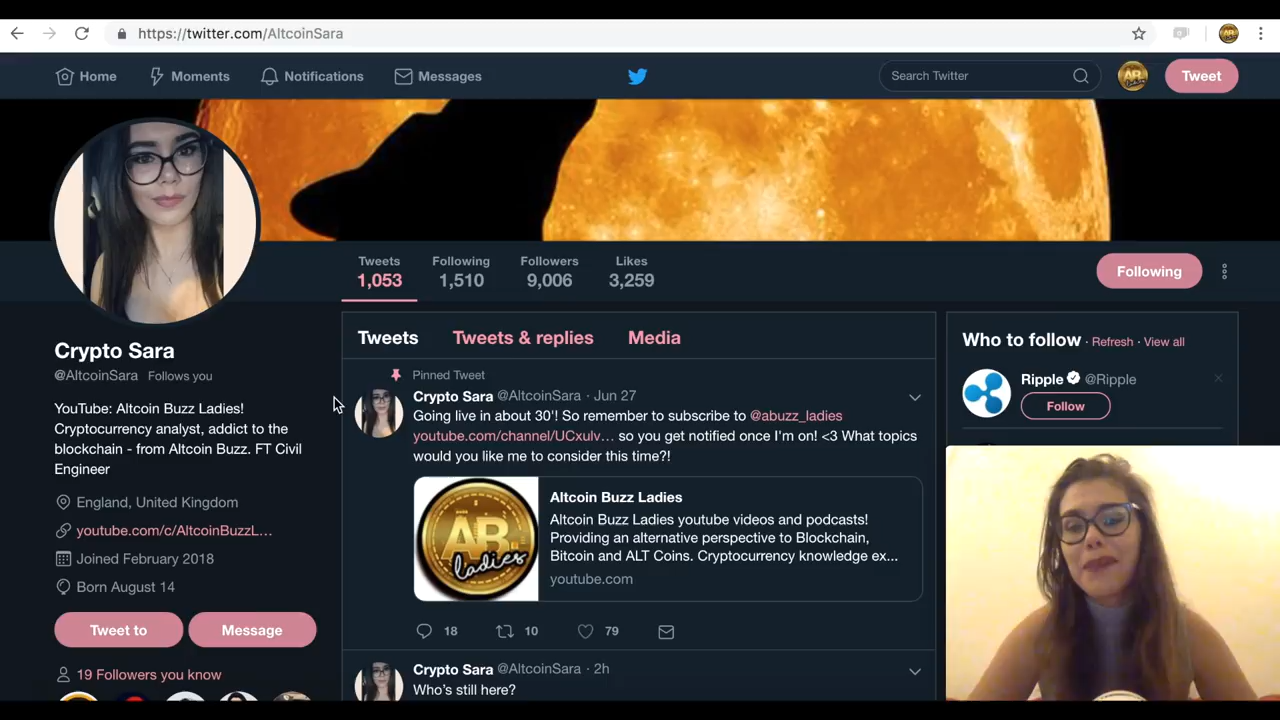 https://twitter.com/AltcoinSara
Home Moments Notifications Messages Search Twitter AB. Ladies Tweet
Tweets Following Followers Likes
1,053 1,510 9,006 3,259
Following
Crypto Sara
@AltcoinSara Follows you
YouTube: Altcoin Buzz Ladies!
Cryptocurrency analyst, addict to the
blockchain - from Altcoin Buzz. FT Civil
Engineer
England, United Kingdom
youtube.com/c/AltcoinBuzzL…
Joined February 2018
Born August 14
Tweet to Message
19 Followers you know
Tweets Tweets & replies Media
Pinned Tweet
Crypto Sara @AltcoinSara · Jun 27
Going live in about 30'! So remember to subscribe to @abuzz_ladies
youtube.com/channel/UCxulv… so you get notified once I'm on! <3 What topics
would you like me to consider this time?!
AB.
Ladies
Altcoin Buzz Ladies
Altcoin Buzz Ladies youtube videos and podcasts!
Providing an alternative perspective to Blockchain,
Bitcoin and ALT Coins. Cryptocurrency knowledge ex...
youtube.com
18 10 79
Crypto Sara @AltcoinSara · 2h
Who's still here?
Who to follow · Refresh · View all
Ripple @Ripple
Follow